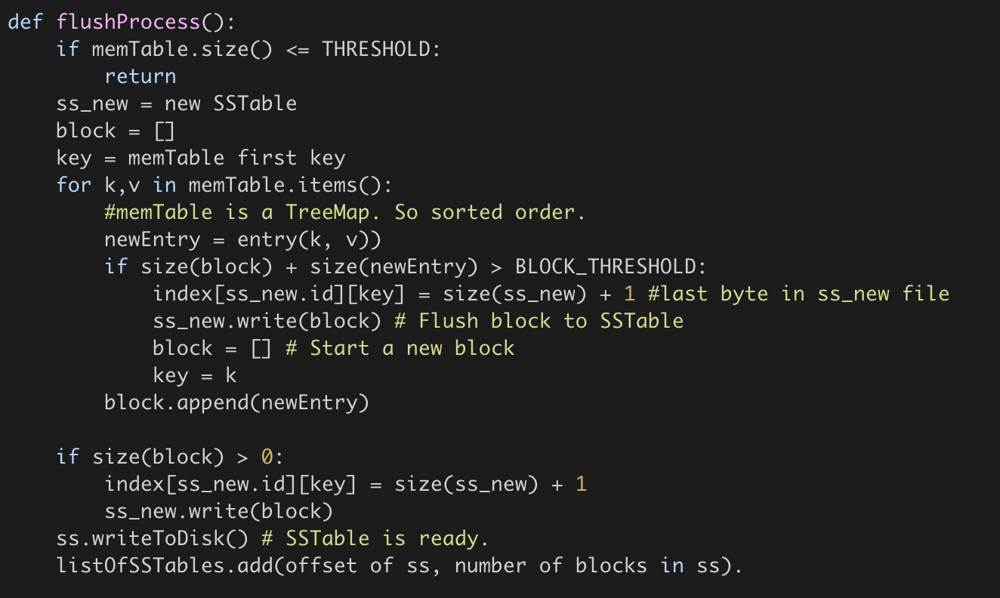 def flushProcess():
    if memTable.size() <= THRESHOLD:
        return
    ss_new = new SSTable
    block = []
    key = memTable first key
    for k,v in memTable.items():
        #memTable is a TreeMap. So sorted order.
        newEntry = entry(k, v))
        if size(block) + size(newEntry) > BLOCK_THRESHOLD:
            index[ss_new.id][key] = size(ss_new) + 1 #last byte in ss_new file
            ss_new.write(block) # Flush block to SSTable
            block = [] # Start a new block
            key = k
        block.append(newEntry)

    if size(block) > 0:
        index[ss_new.id][key] = size(ss_new) + 1
        ss_new.write(block)
    ss.writeToDisk() # SSTable is ready.
    listOfSSTables.add(offset of ss, number of blocks in ss).